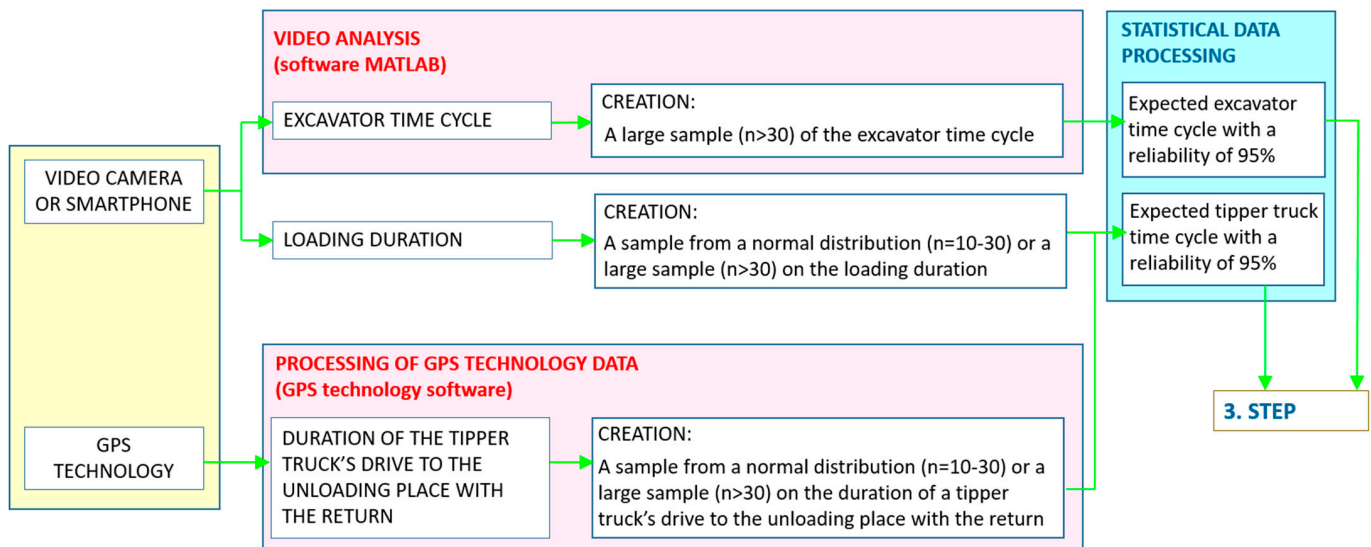 VIDEO CAMERA
OR SMARTPHONE
GPS
TECHNOLOGY
VIDEO ANALYSIS
(software MATLAB)
EXCAVATOR TIME CYCLE
CREATION:
A large sample (n>30) of the excavator time cycle
LOADING DURATION
CREATION:
A sample from a normal distribution (n=10-30) or a
large sample (n>30) on the loading duration
PROCESSING OF GPS TECHNOLOGY DATA
(GPS technology software)
DURATION OF THE TIPPER
TRUCK’S DRIVE TO THE
UNLOADING PLACE WITH
THE RETURN
CREATION:
A sample from a normal distribution (n=10-30) or a
large sample (n>30) on the duration of a tipper
truck’s drive to the unloading place with the return
STATISTICAL DATA
PROCESSING
Expected excavator
time cycle with a
reliability of 95%
Expected tipper truck
time cycle with a
reliability of 95%
3. STEP